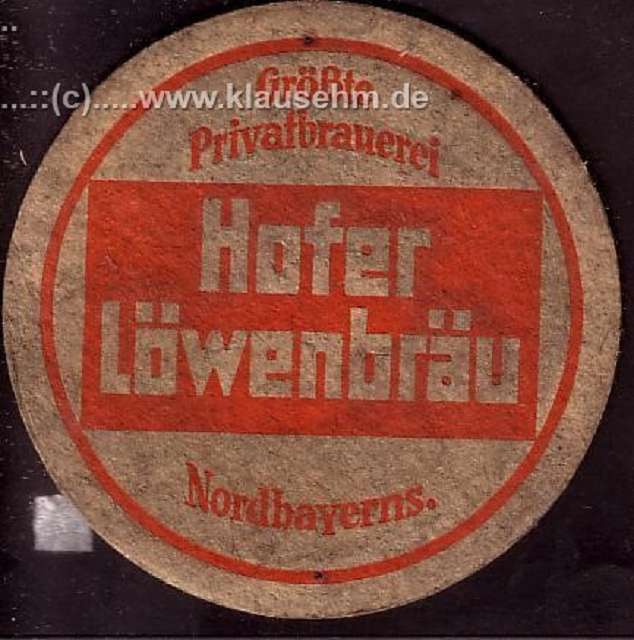 Größte
...::(c).....www.klausehm.de
Privatbrauerei
Hofer
Löwenbräu
Nordbayerns.